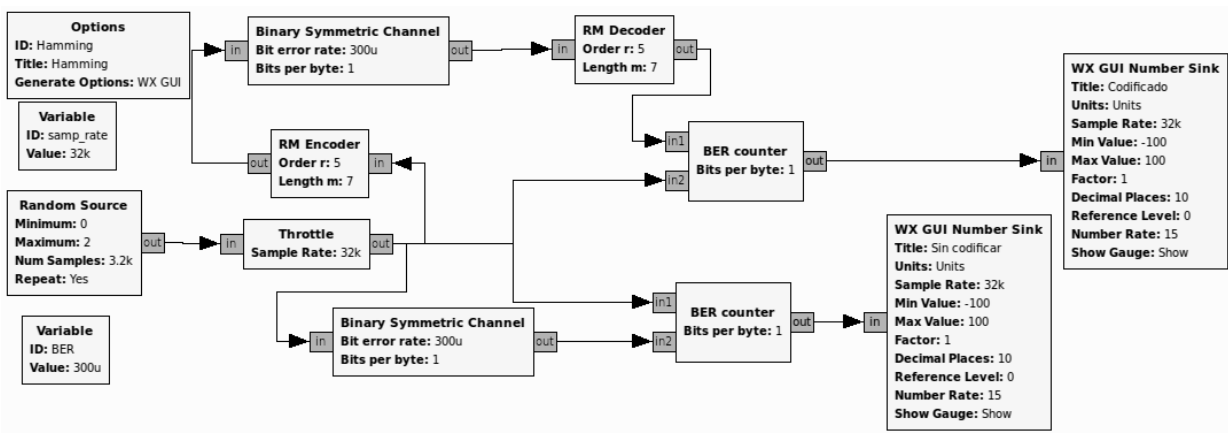 Options
ID: Hamming
Title: Hamming
Generate Options: WX GUI
Variable
ID: samp_rate
Value: 32k
Random Source
Minimum: 0
Maximum: 2
Num Samples: 3.2k
Repeat: Yes
out
Variable
ID: BER
Value: 300u
in
Binary Symmetric Channel
Bit error rate: 300u
Bits per byte: 1
out
in
RM Decoder
Order r: 5
Length m: 7
out
out
RM Encoder
Order r: 5
Length m: 7
in
in
Throttle
Sample Rate: 32k
out
in
Binary Symmetric Channel
Bit error rate: 300u
Bits per byte: 1
out
in1
in2
BER counter
Bits per byte: 1
out
in1
in2
BER counter
Bits per byte: 1
out
in
WX GUI Number Sink
Title: Sin codificar
Units: Units
Sample Rate: 32k
Min Value: -100
Max Value: 100
Factor: 1
Decimal Places: 10
Reference Level: 0
Number Rate: 15
Show Gauge: Show
in
WX GUI Number Sink
Title: Codificado
Units: Units
Sample Rate: 32k
Min Value: -100
Max Value: 100
Factor: 1
Decimal Places: 10
Reference Level: 0
Number Rate: 15
Show Gauge: Show